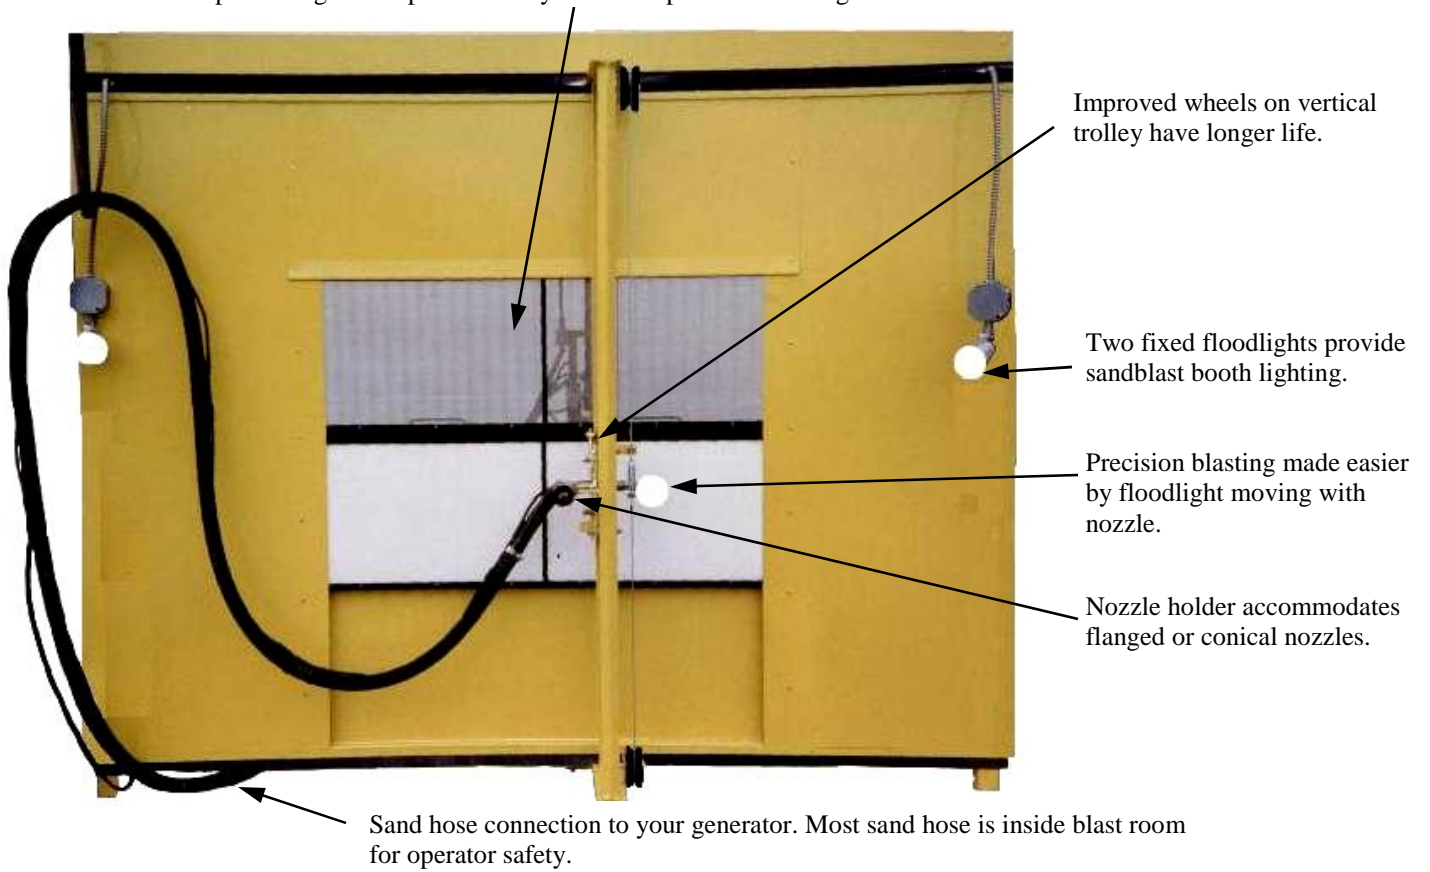 Improved wheels on vertical
trolley have longer life.
Two fixed floodlights provide
sandblast booth lighting.
Precision blasting made easier
by floodlight moving with
nozzle.
Nozzle holder accommodates
flanged or conical nozzles.
Sand hose connection to your generator. Most sand hose is inside blast room
for operator safety.